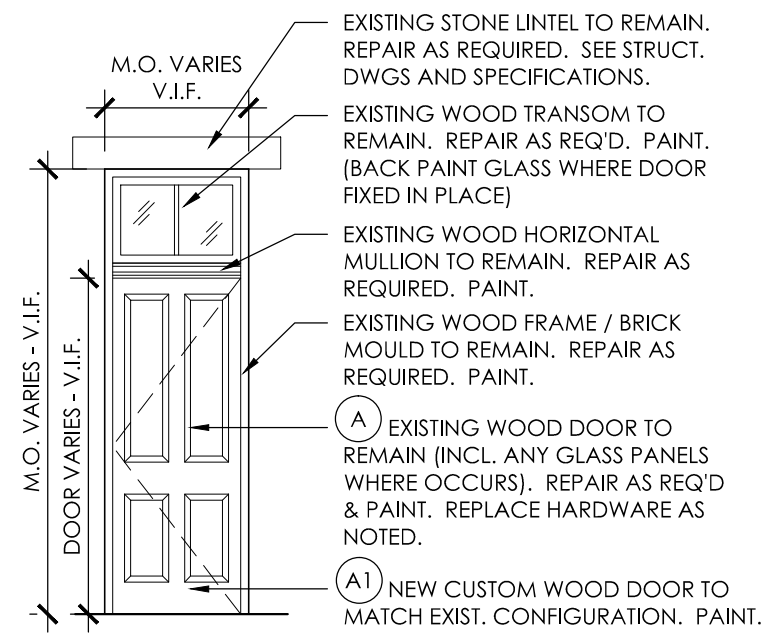 EXISTING STONE LINTEL TO REMAIN.
REPAIR AS REQUIRED. SEE STRUCT.
DWGS AND SPECIFICATIONS.
M.O. VARIES
V.I.F.
EXISTING WOOD TRANSOM TO
REMAIN. REPAIR AS REQ'D. PAINT.
(BACK PAINT GLASS WHERE DOOR
FIXED IN PLACE)
EXISTING WOOD HORIZONTAL
MULLION TO REMAIN. REPAIR AS
REQUIRED. PAINT.
EXISTING WOOD FRAME / BRICK
MOULD TO REMAIN. REPAIR AS
REQUIRED. PAINT.
M.O. VARIES - V.I.F.
DOOR VARIES - V.I.F.
A EXISTING WOOD DOOR TO
REMAIN (INCL. ANY GLASS PANELS
WHERE OCCURS). REPAIR AS REQ'D
& PAINT. REPLACE HARDWARE AS
NOTED.
A1 NEW CUSTOM WOOD DOOR TO
MATCH EXIST. CONFIGURATION. PAINT.